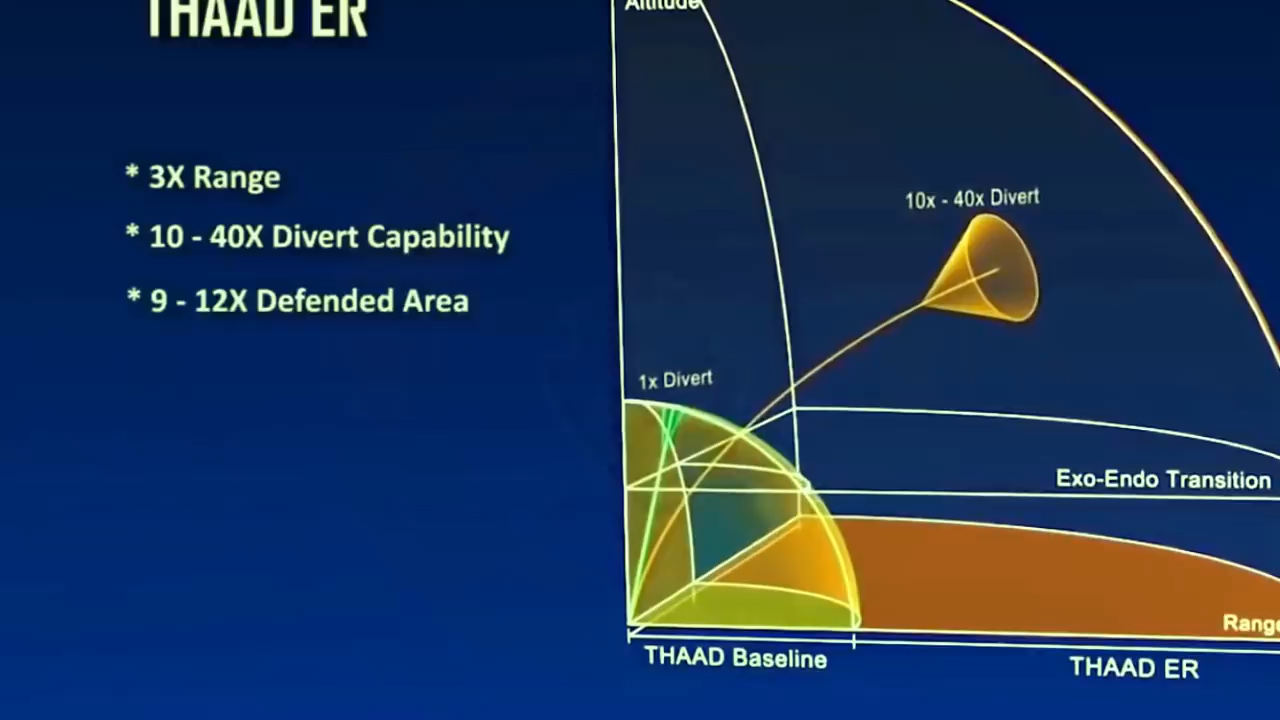 THAAD ER
* 3X Range
* 10 - 40X Divert Capability
* 9 - 12X Defended Area
Altitude
10x - 40x Divert
1x Divert
Exo-Endo Transition
Range
THAAD Baseline
THAAD ER